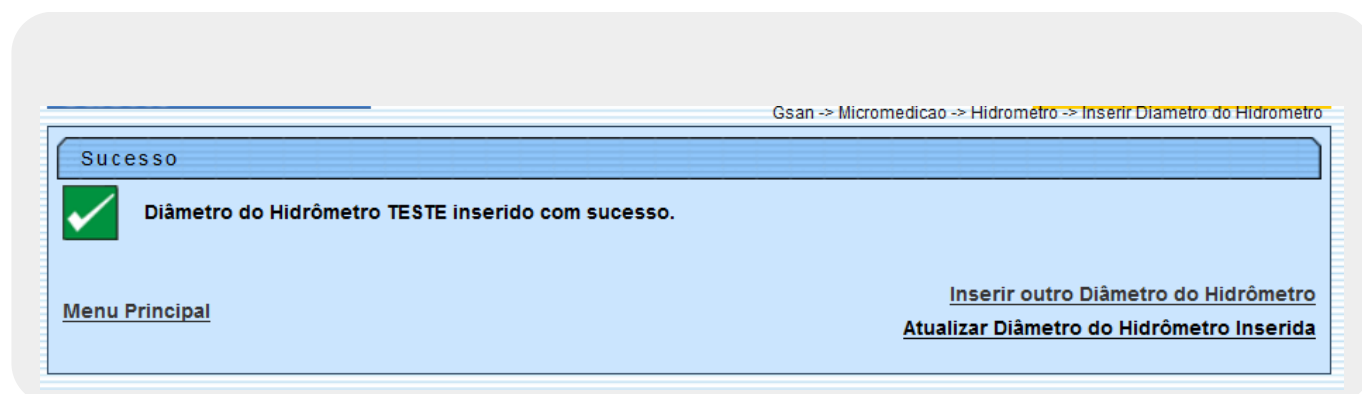 Gsan -> Micromedicao -> Hidrometro -> Inserir Diametro do Hidrometro
Sucesso
Diâmetro do Hidrômetro TESTE inserido com sucesso.
Inserir outro Diâmetro do Hidrômetro
Menu Principal
Atualizar Diâmetro do Hidrômetro Inserida